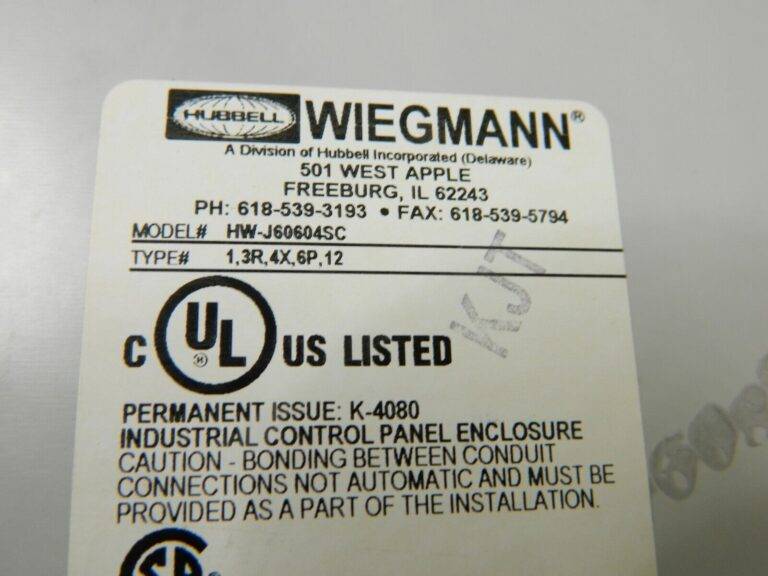 HUBBELL WIEGMANN®
A Division of Hubbell Incorporated (Delaware)
501 WEST APPLE
FREEBURG, IL 62243
PH: 618-539-3193 • FAX: 618-539-5794
MODEL# HW-J60604SC
TYPE# 1,3R,4X,6P,12
KJT
C UL ® US LISTED
PERMANENT ISSUE: K-4080
INDUSTRIAL CONTROL PANEL ENCLOSURE
CAUTION - BONDING BETWEEN CONDUIT
CONNECTIONS NOT AUTOMATIC AND MUST BE
PROVIDED AS A PART OF THE INSTALLATION.